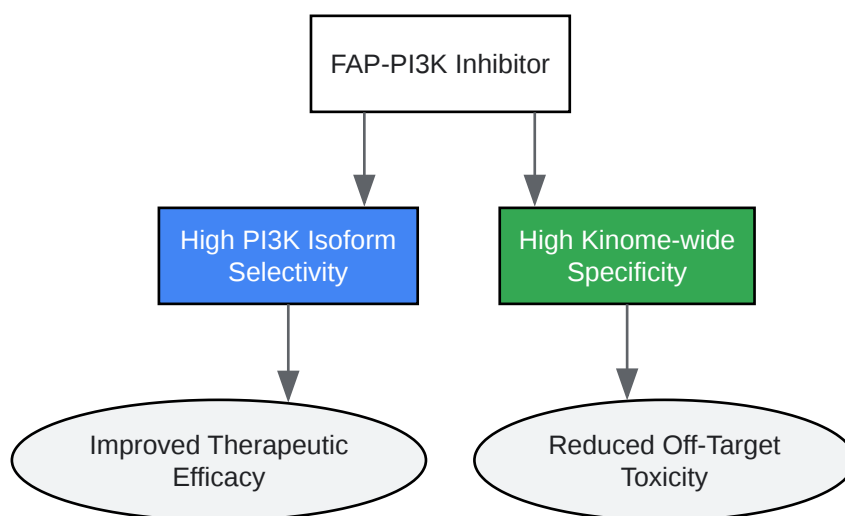 FAP-PI3K Inhibitor
High PI3K Isoform
Selectivity
High Kinome-wide
Specificity
Improved Therapeutic
Efficacy
Reduced Off-Target
Toxicity